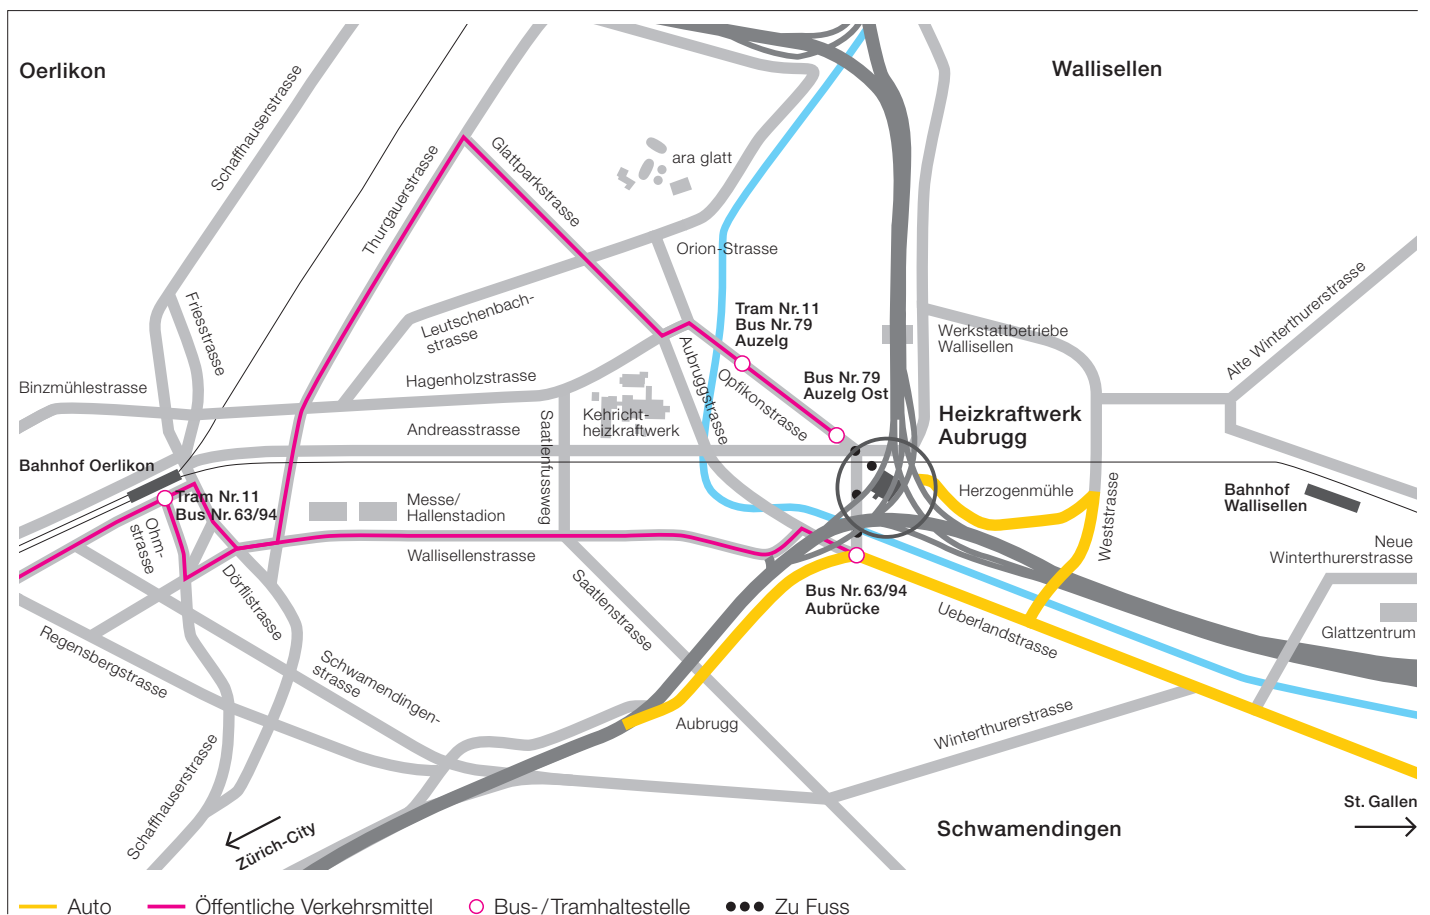 Oerlikon
Wallisellen
Schaffhauserstrasse
Thurgauerstrasse
Glattparkstrasse
ara glatt
Orion-Strasse
Friesstrasse
Leutschenbach-
strasse
Tram Nr. 11
Bus Nr. 79
Auzelg
Werkstattbetriebe
Wallisellen
Alte Winterthurerstrasse
Binzmühlestrasse
Hagenholzstrasse
Aubruggstrasse
Opfikonstrasse
Bus Nr. 79
Auzelg Ost
Heizkraftwerk
Aubrugg
Andreasstrasse
Saatlenfussweg
Kehricht-
heizkraftwerk
Bahnhof Oerlikon
Tram Nr. 11
Bus Nr. 63/94
Messe/
Hallenstadion
Herzogenmühle
Weststrasse
Bahnhof
Wallisellen
Ohm-
strasse
Dörflistrasse
Wallisellenstrasse
Saatlenstrasse
Neue
Winterthurerstrasse
Bus Nr. 63/94
Aubrücke
Ueberlandstrasse
Glattzentrum
Regensbergstrasse
Schwamendingen-
strasse
Aubrugg
Winterthurerstrasse
Schaffhauserstrasse
Zürich-City
Schwamendingen
St. Gallen
Auto
Öffentliche Verkehrsmittel
Bus-/Tramhaltestelle
Zu Fuss